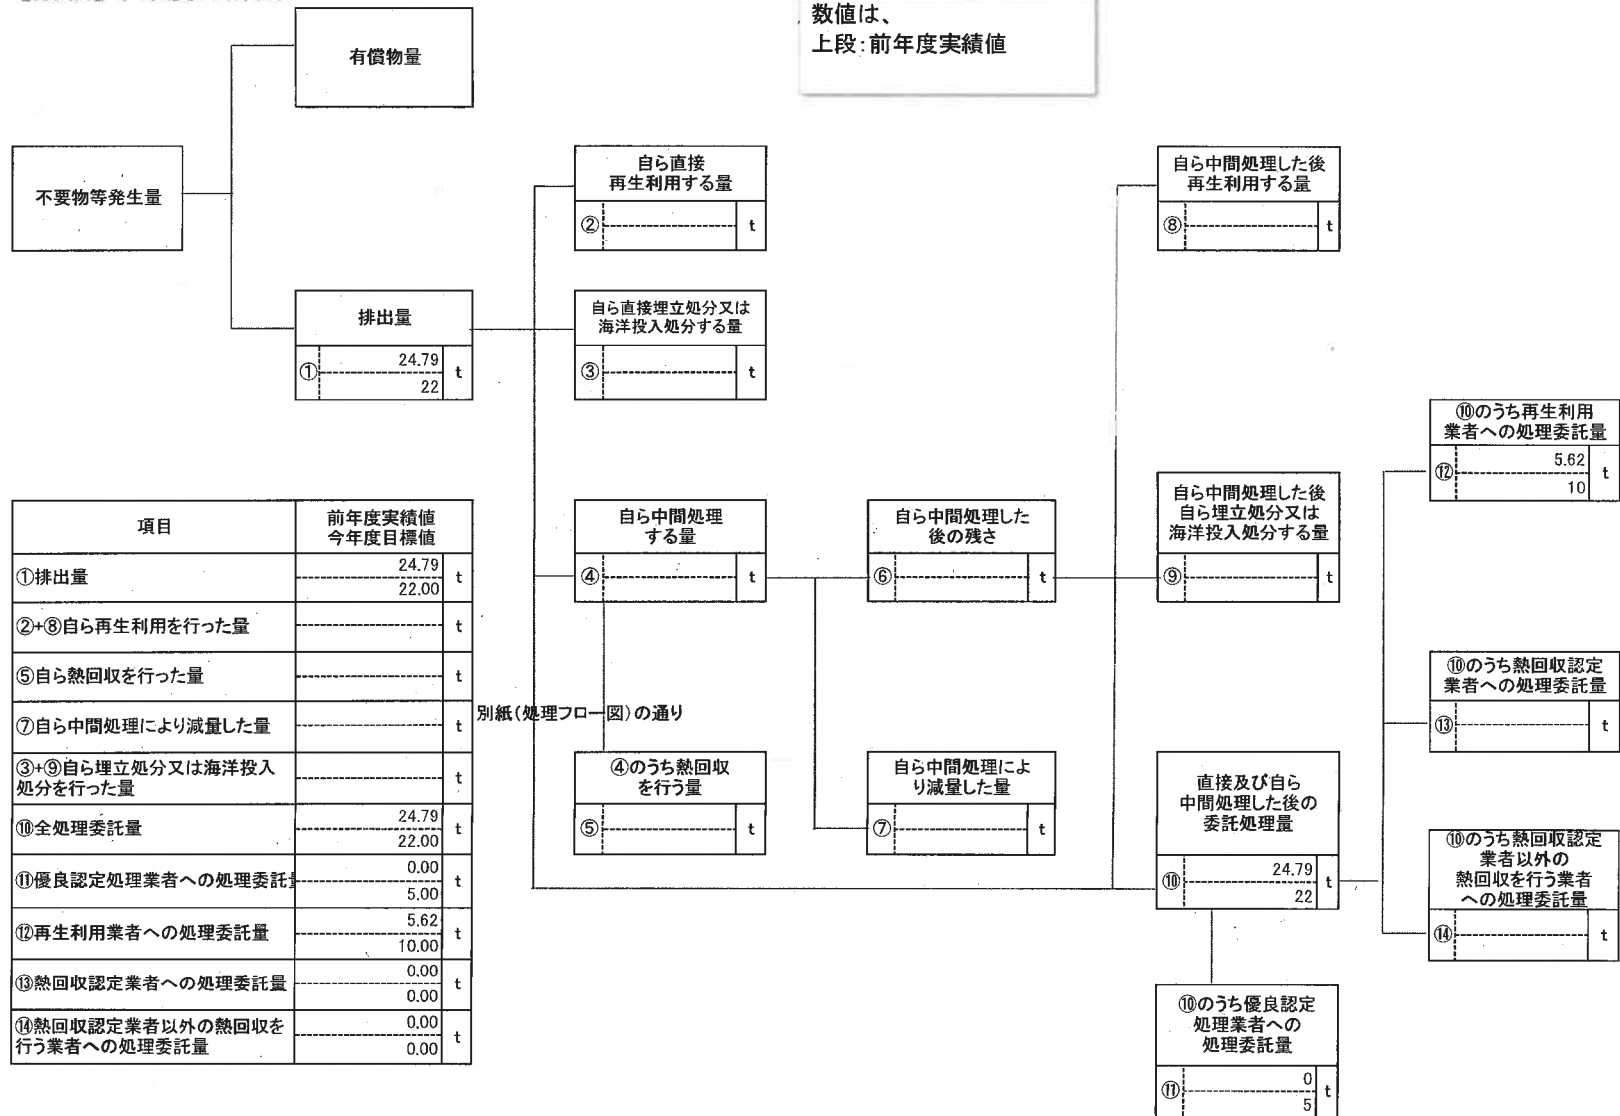 数値は、
上段：前年度実績値
有償物量
不要物等発生量
自ら直接
再生利用する量
② t
自ら中間処理した後
再生利用する量
⑧ t
排出量
① 24.79 t
22
自ら直接埋立処分又は
海洋投入処分する量
③ t
⑩のうち再生利用
業者への処理委託量
⑫ 5.62 t
10
自ら中間処理
する量
④ t
自ら中間処理した
後の残さ
⑥ t
自ら中間処理した後
自ら埋立処分又は
海洋投入処分する量
⑨ t
項目 前年度実績値
今年度目標値
①排出量 24.79 t
22.00
②+⑧自ら再生利用を行った量 t
⑤自ら熱回収を行った量 t
⑦自ら中間処理により減量した量 t
③+⑨自ら埋立処分又は海洋投入
処分を行った量 t
⑩全処理委託量 24.79 t
22.00
⑪優良認定処理業者への処理委託 0.00 t
5.00
⑫再生利用業者への処理委託量 5.62 t
10.00
⑬熱回収認定業者への処理委託量 0.00 t
0.00
⑭熱回収認定業者以外の熱回収を
行う業者への処理委託量 0.00 t
0.00
別紙（処理フロー図）の通り
④のうち熱回収
を行う量
⑤ t
自ら中間処理によ
り減量した量
⑦ t
直接及び自ら
中間処理した後の
委託処理量
⑩ 24.79 t
22
⑩のうち熱回収認定
業者への処理委託量
⑬ t
⑩のうち熱回収認定
業者以外の
熱回収を行う業者
への処理委託量
⑭ t
⑩のうち優良認定
処理業者への
処理委託量
⑪ 0 t
5